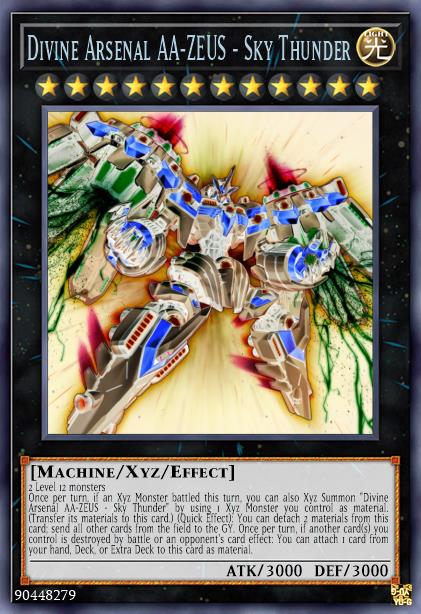 Divine Arsenal AA-ZEUS - Sky Thunder
LIGHT
光
[Machine/Xyz/Effect]
2 Level 12 monsters
Once per turn, if an Xyz Monster battled this turn, you can also Xyz Summon "Divine
Arsenal AA-ZEUS - Sky Thunder" by using 1 Xyz Monster you control as material.
(Transfer its materials to this card.) (Quick Effect): You can detach 2 materials from this
card; send all other cards from the field to the GY. Once per turn, if another card(s) you
control is destroyed by battle or an opponent's card effect: You can attach 1 card from
your hand, Deck, or Extra Deck to this card as material.
ATK/3000 DEF/3000
90448279